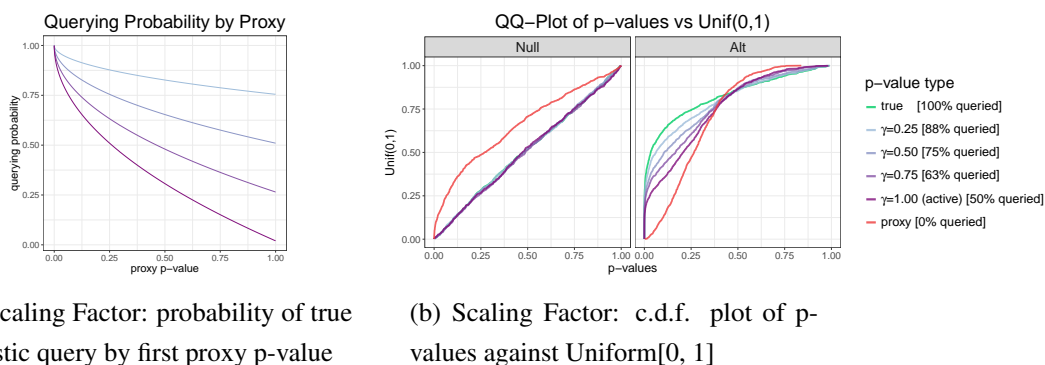 Querying Probability by Proxy
1.00
0.75
0.50
0.25
0.00
querying probability
0.00 0.25 0.50 0.75 1.00
proxy p−value
QQ−Plot of p−values vs Unif(0,1)
Null Alt
1.00
0.75
0.50
0.25
0.00
Unif(0,1)
0.00 0.25 0.50 0.75 1.00 0.00 0.25 0.50 0.75 1.00
p−values
p−value type
true [100% queried]
γ=0.25 [88% queried]
γ=0.50 [75% queried]
γ=0.75 [63% queried]
γ=1.00 (active) [50% queried]
proxy [0% queried]
caling Factor: probability of true
stic query by first proxy p-value
(b) Scaling Factor: c.d.f. plot of p-
values against Uniform[0, 1]